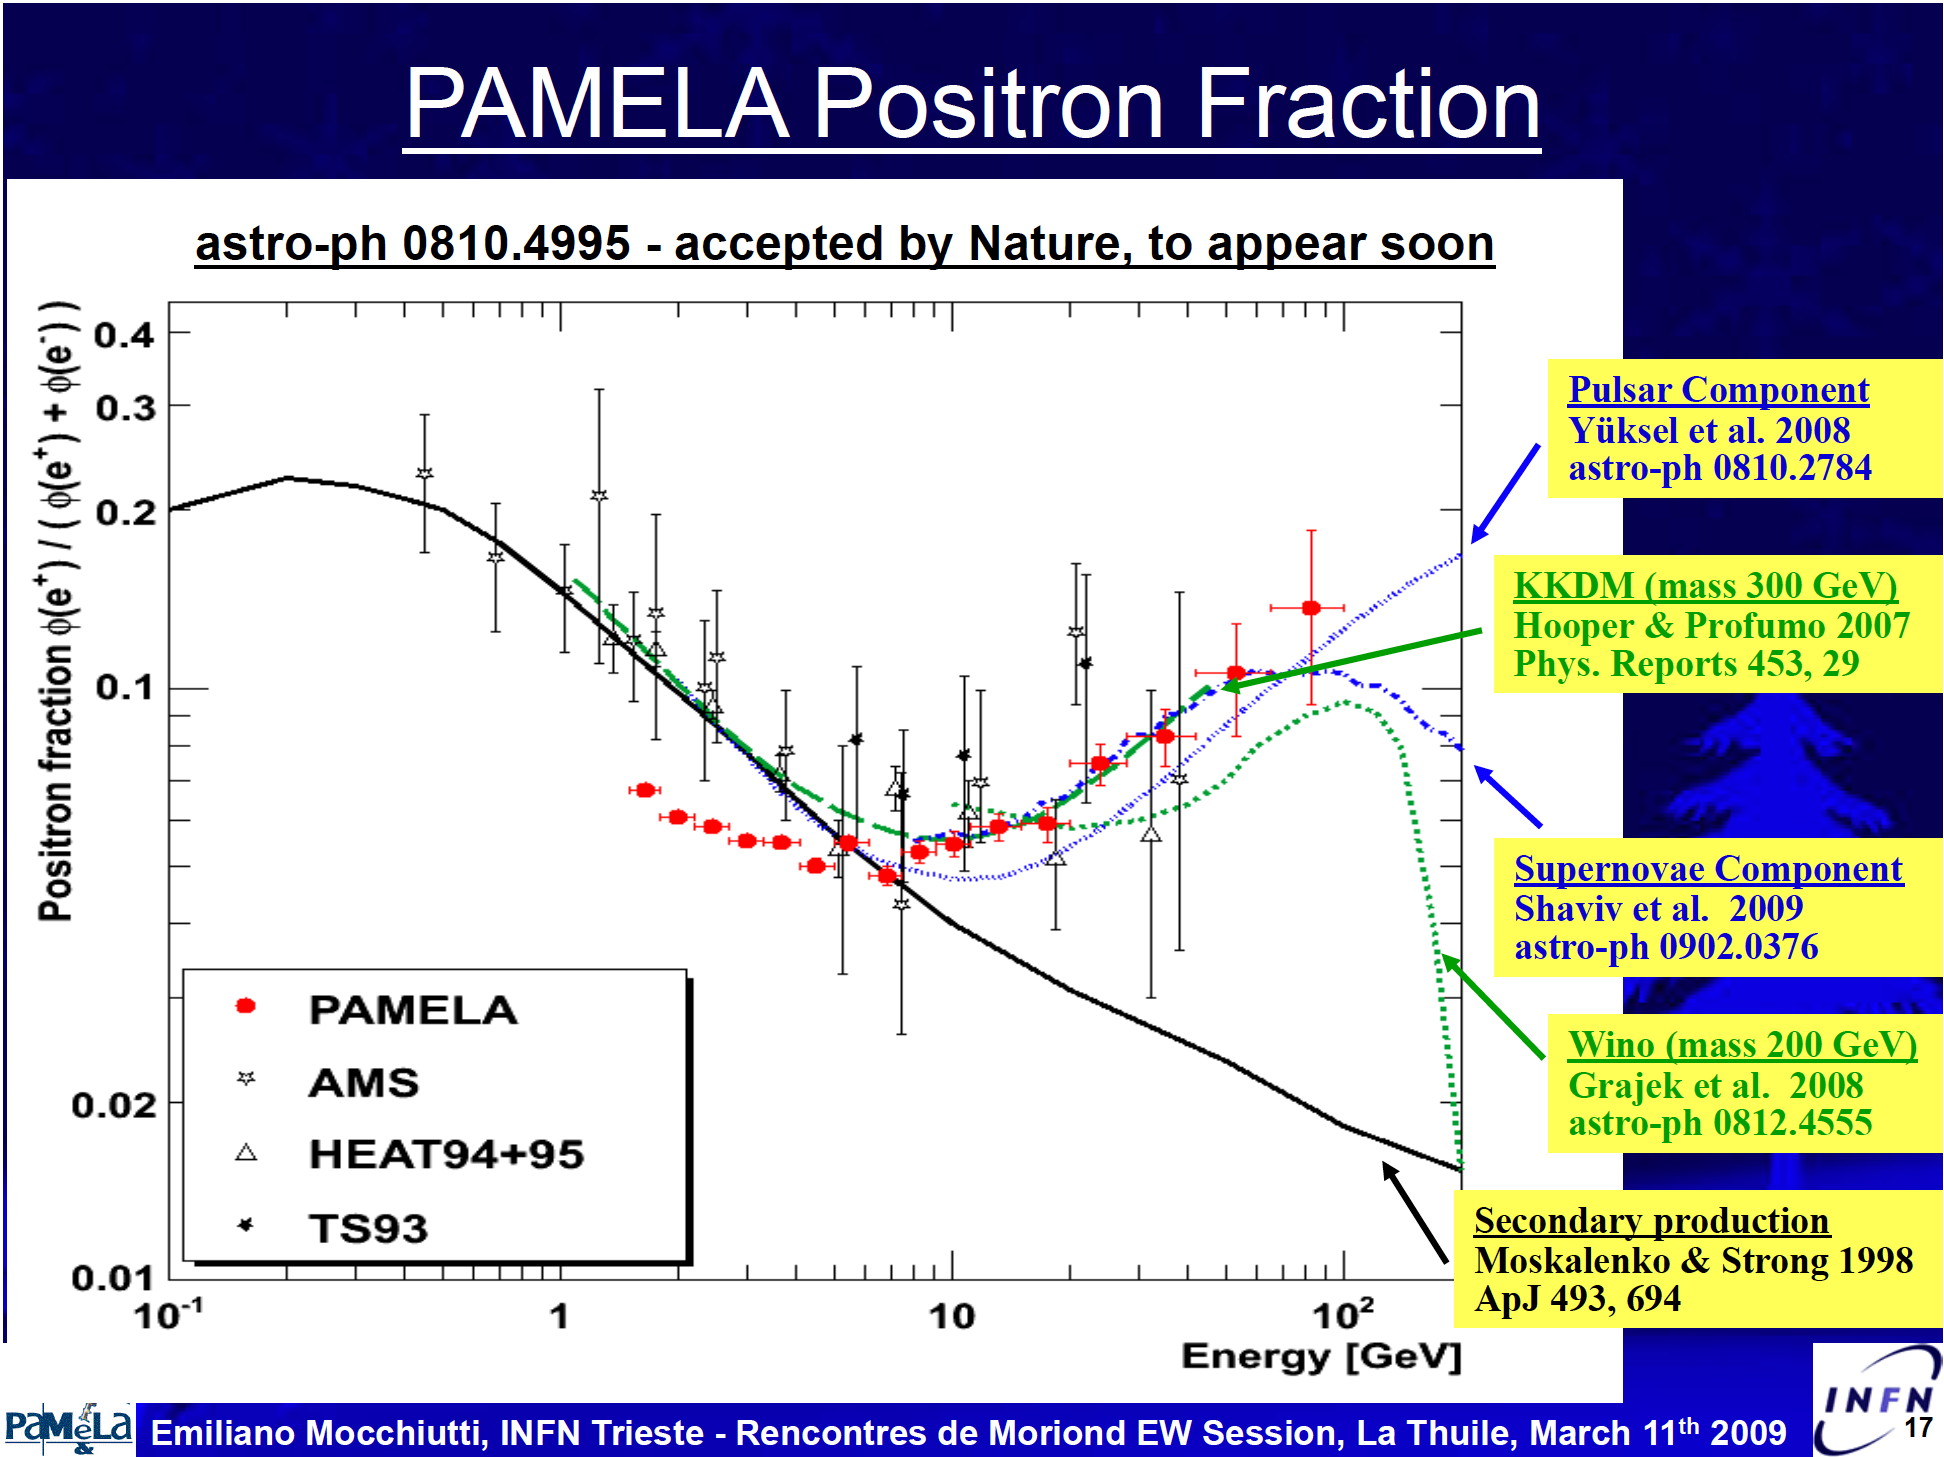 PAMELA Positron Fraction
astro-ph 0810.4995 - accepted by Nature, to appear soon
Positron fraction ϕ(e⁺) / ( ϕ(e⁺) + ϕ(e⁻) )
0.4
0.3
0.2
0.1
0.02
0.01
10⁻¹
1
10
10²
Energy [GeV]
PAMELA
AMS
HEAT94+95
TS93
Pulsar Component
Yüksel et al. 2008
astro-ph 0810.2784
KKDM (mass 300 GeV)
Hooper & Profumo 2007
Phys. Reports 453, 29
Supernovae Component
Shaviv et al. 2009
astro-ph 0902.0376
Wino (mass 200 GeV)
Grajek et al. 2008
astro-ph 0812.4555
Secondary production
Moskalenko & Strong 1998
ApJ 493, 694
PaMeLa
&
Emiliano Mocchiutti, INFN Trieste - Rencontres de Moriond EW Session, La Thuile, March 11th 2009
INFN
17